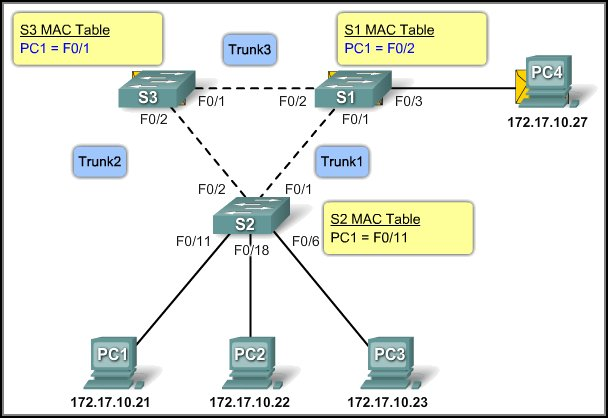 S3 MAC Table
PC1 = F0/1
Trunk3
S1 MAC Table
PC1 = F0/2
PC4
172.17.10.27
S3
F0/1
F0/2
S1
F0/3
F0/2
F0/1
Trunk2
Trunk1
F0/2
F0/1
S2
S2 MAC Table
PC1 = F0/11
F0/11
F0/18
F0/6
PC1
PC2
PC3
172.17.10.21
172.17.10.22
172.17.10.23